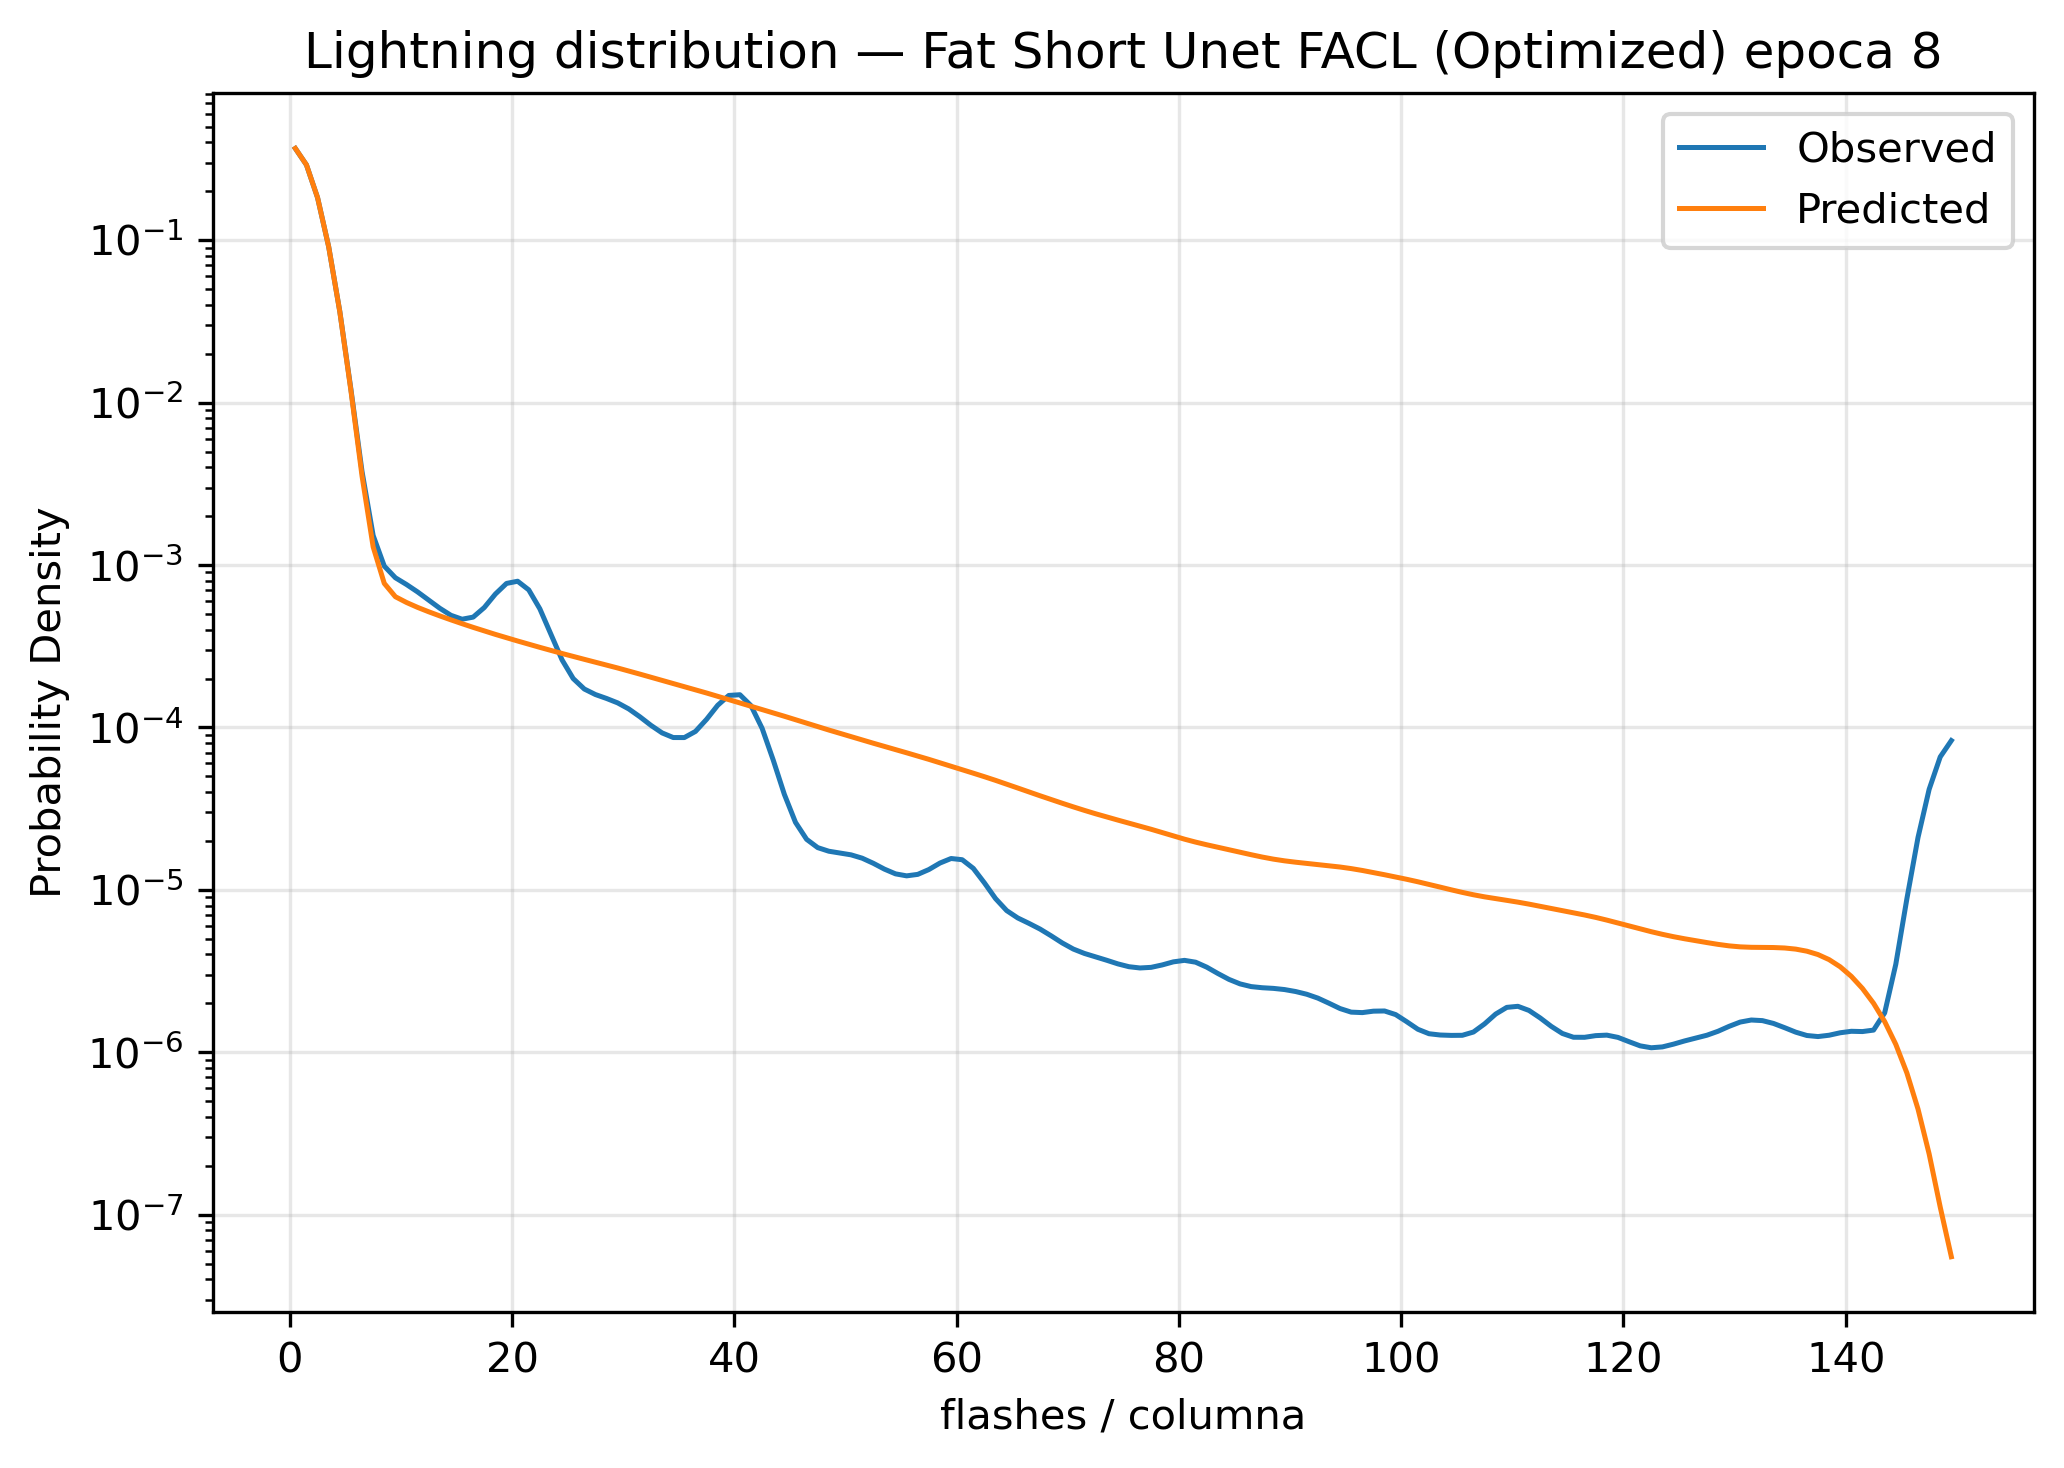 Lightning distribution — Fat Short Unet FACL (Optimized) epoca 8
Observed
Predicted
Probability Density
10⁻¹
10⁻²
10⁻³
10⁻⁴
10⁻⁵
10⁻⁶
10⁻⁷
0 20 40 60 80 100 120 140
flashes / columna